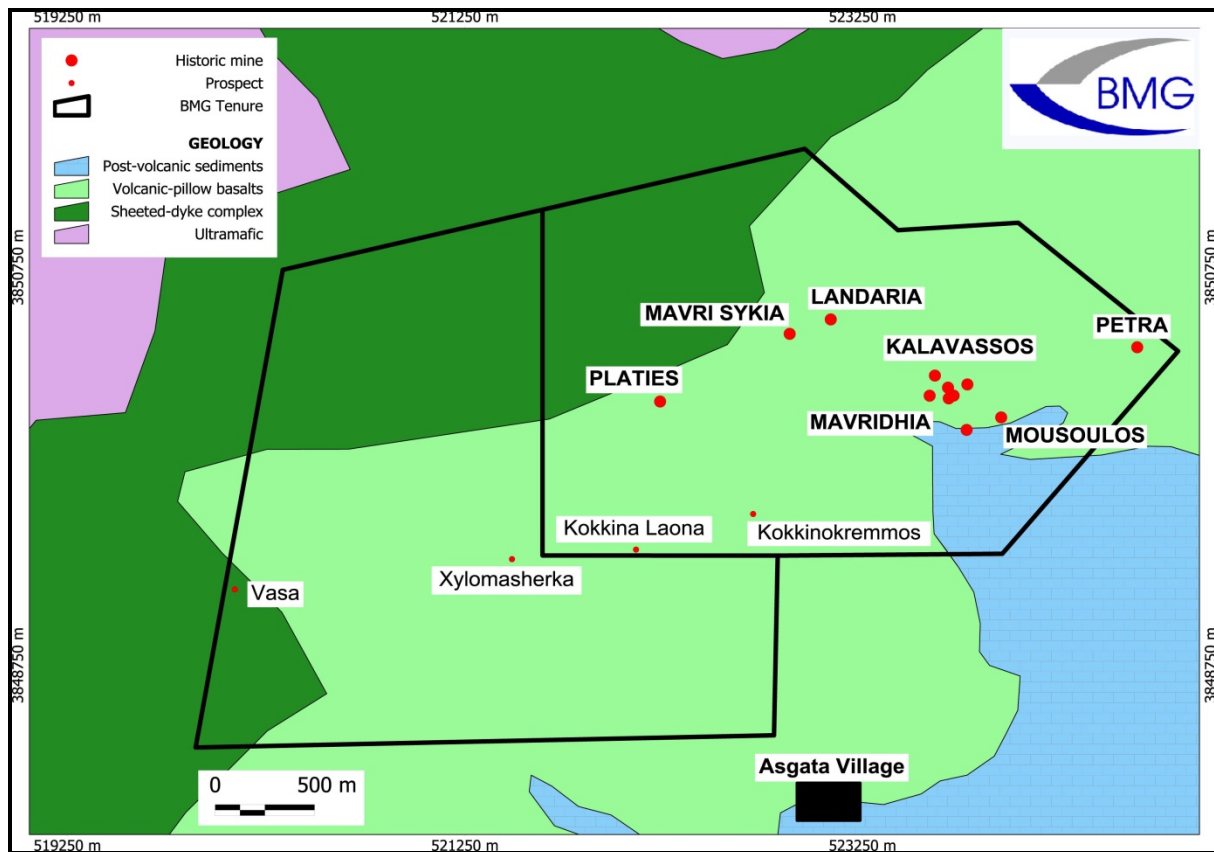 519250 m
521250 m
523250 m
Historic mine
Prospect
BMG Tenure
GEOLOGY
Post-volcanic sediments
Volcanic-pillow basalts
Sheeted-dyke complex
Ultramafic
BMG
3850750 m
3850750 m
LANDARIA
MAVRI SYKIA
PETRA
KALAVASSOS
PLATIES
MAVRIDHIA
MOUSOULOS
Kokkina Laona
Kokkinokremmos
Xylomasherka
Vasa
3848750 m
3848750 m
Asgata Village
0 500 m
519250 m
521250 m
523250 m